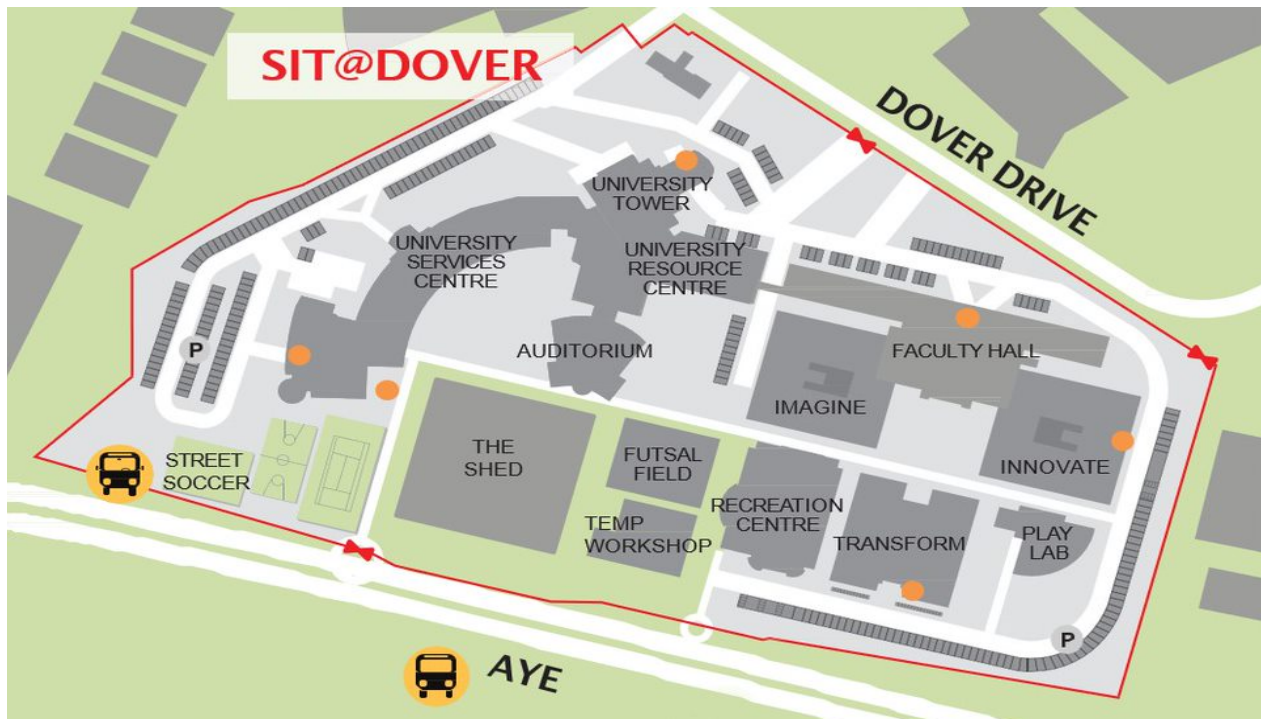 SIT@DOVER
DOVER DRIVE
UNIVERSITY
TOWER
UNIVERSITY
SERVICES
CENTRE
UNIVERSITY
RESOURCE
CENTRE
P
AUDITORIUM
FACULTY HALL
IMAGINE
THE
SHED
FUTSAL
FIELD
INNOVATE
STREET
SOCCER
RECREATION
CENTRE
TEMP
WORKSHOP
TRANSFORM
PLAY
LAB
P
AYE